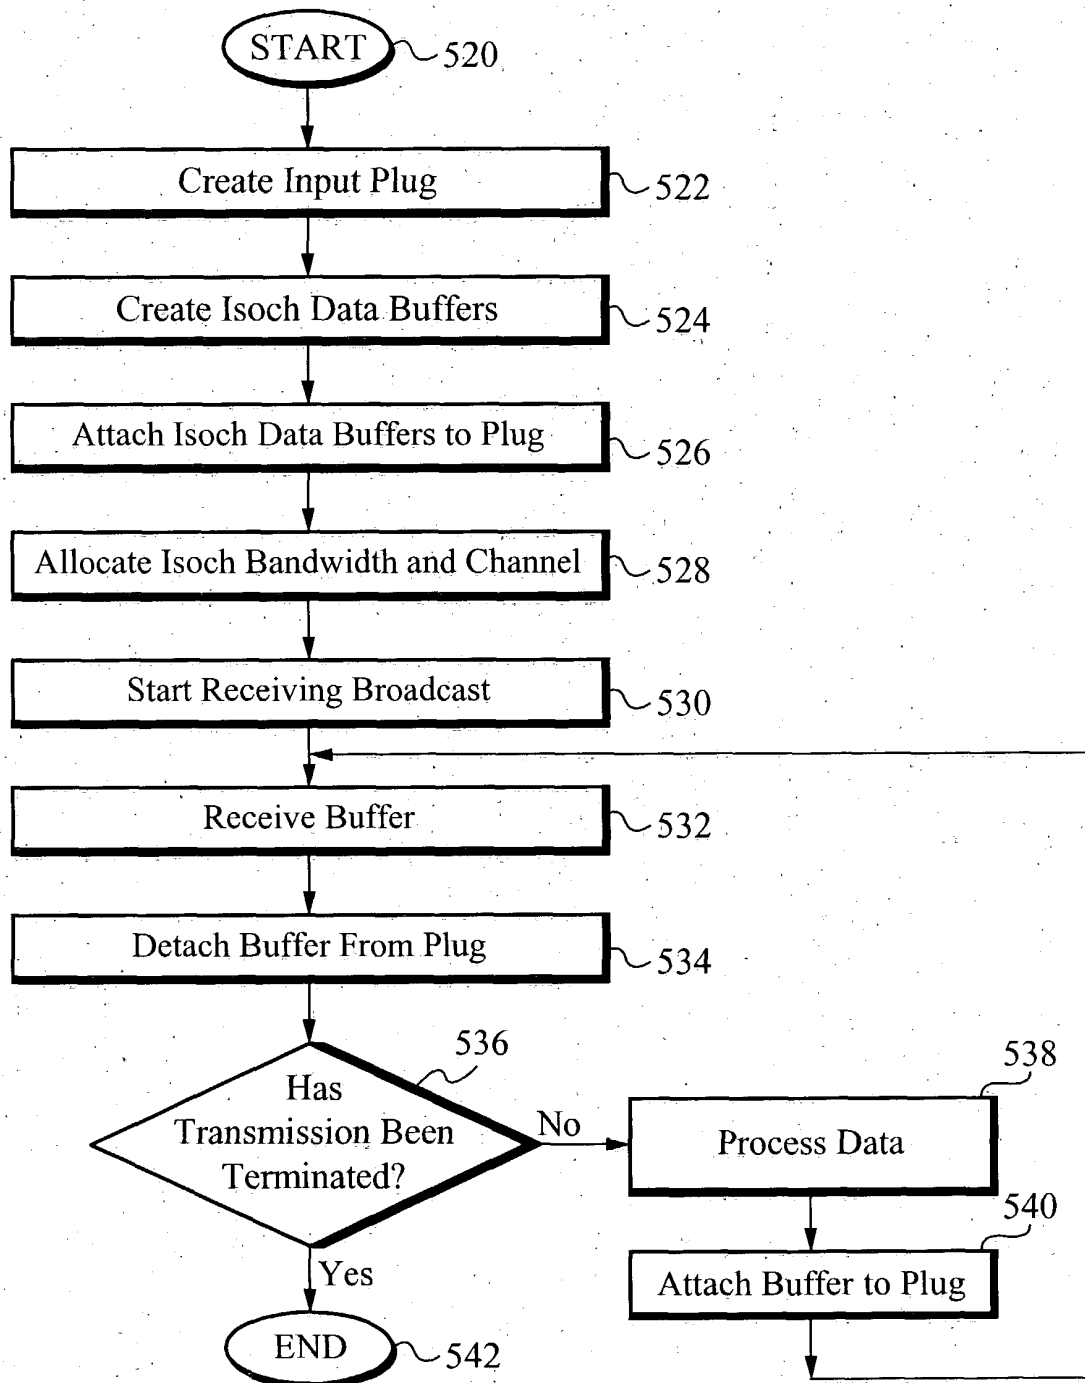 START
520
Create Input Plug
522
Create Isoch Data Buffers
524
Attach Isoch Data Buffers to Plug
526
Allocate Isoch Bandwidth and Channel
528
Start Receiving Broadcast
530
Receive Buffer
532
Detach Buffer From Plug
534
536
Has
Transmission Been
Terminated?
No
538
Process Data
540
Attach Buffer to Plug
Yes
END
542